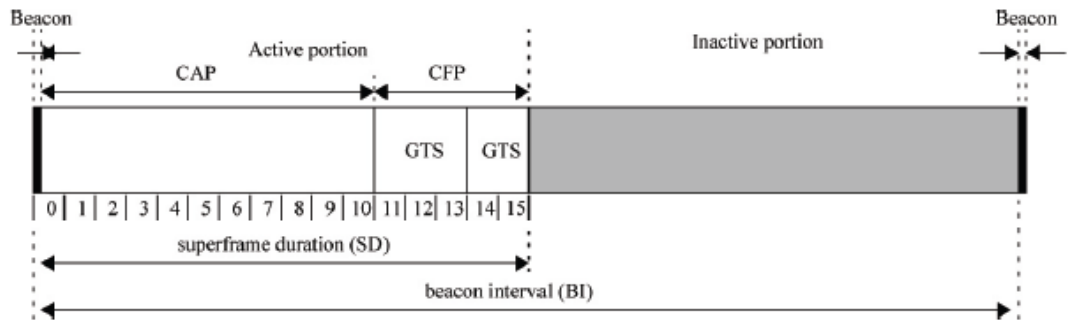 Beacon Beacon
Active portion Inactive portion
CAP CFP
GTS GTS
0 1 2 3 4 5 6 7 8 9 10 11 12 13 14 15
superframe duration (SD)
beacon interval (BI)